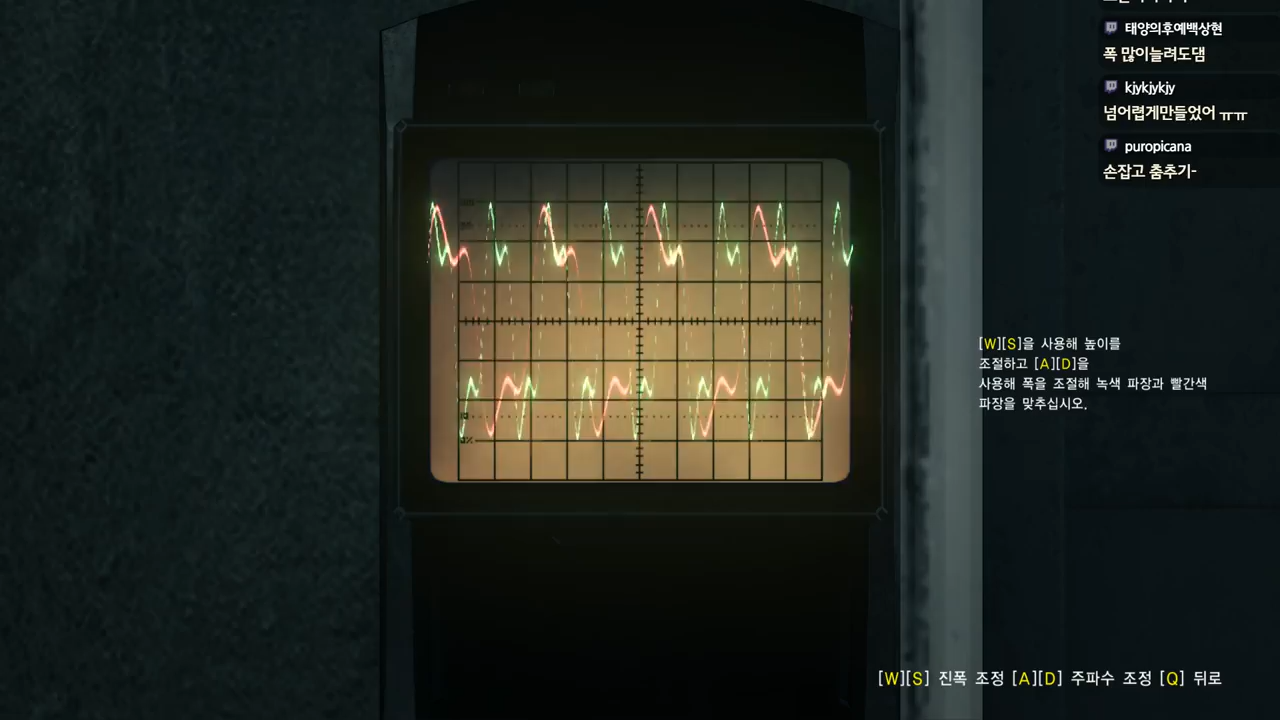 태양의후예백상현
폭 많이늘려도댐
kjykjykjy
넘어렵게만들었어 ㅠㅠ
puropicana
손잡고 춤추기-
[W][S]을 사용해 높이를
조절하고 [A][D]을
사용해 폭을 조절해 녹색 파장과 빨간색
파장을 맞추십시오.
[W][S] 진폭 조정 [A][D] 주파수 조정 [Q] 뒤로